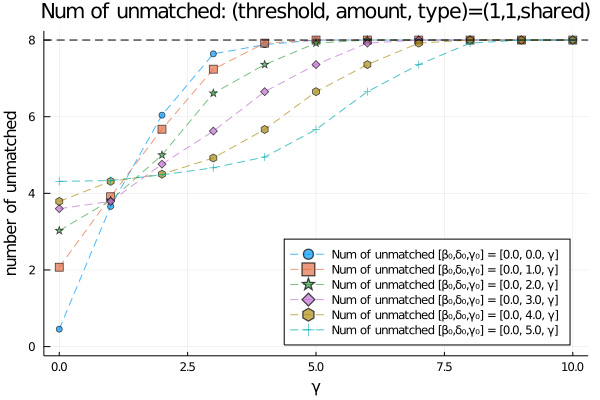 Num of unmatched: (threshold, amount, type)=(1,1,shared)
number of unmatched
8
6
4
2
0
Num of unmatched [β₀,δ₀,γ₀] = [0.0, 0.0, γ]
Num of unmatched [β₀,δ₀,γ₀] = [0.0, 1.0, γ]
Num of unmatched [β₀,δ₀,γ₀] = [0.0, 2.0, γ]
Num of unmatched [β₀,δ₀,γ₀] = [0.0, 3.0, γ]
Num of unmatched [β₀,δ₀,γ₀] = [0.0, 4.0, γ]
Num of unmatched [β₀,δ₀,γ₀] = [0.0, 5.0, γ]
0.0 2.5 5.0 7.5 10.0
γ